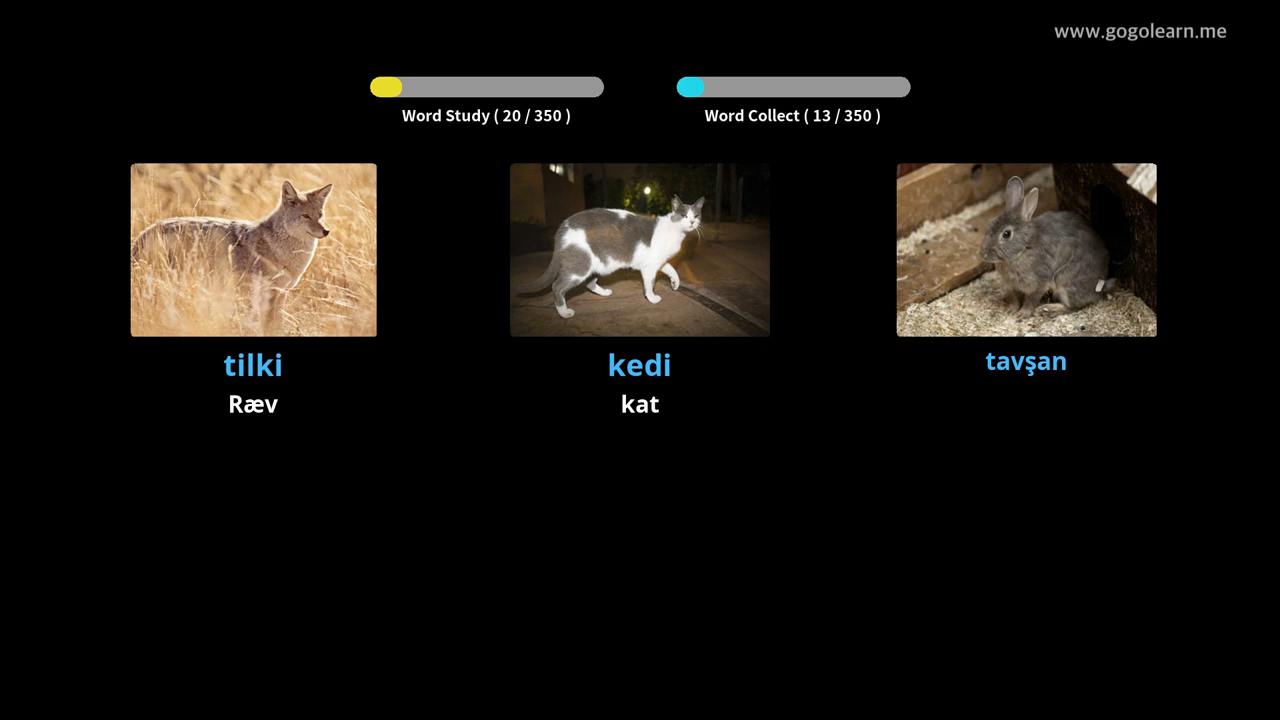 www.gogolearn.me
Word Study ( 20 / 350 )
Word Collect ( 13 / 350 )
tilki
kedi
tavşan
Ræv
kat